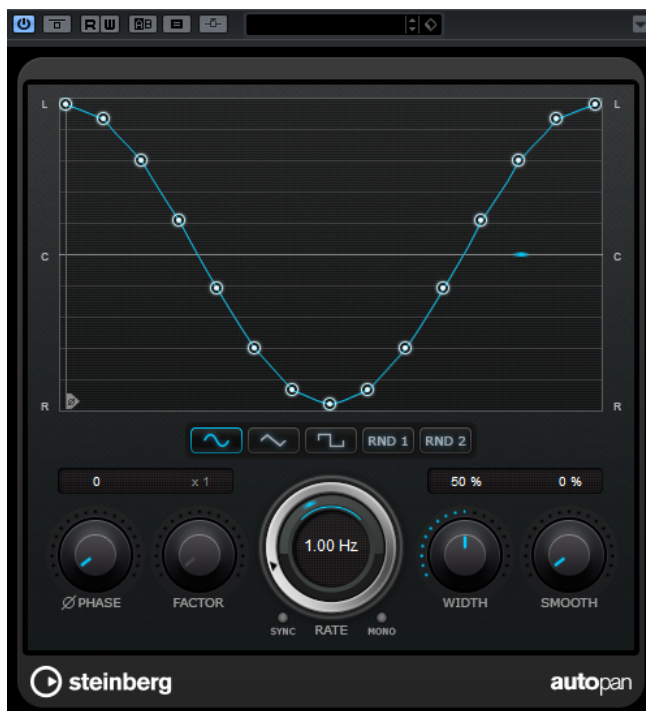 R W
L L
C C
R R
RND 1 RND 2
0 x 1 50 % 0 %
1.00 Hz
Ø PHASE FACTOR WIDTH SMOOTH
SYNC RATE MONO
steinberg autopan